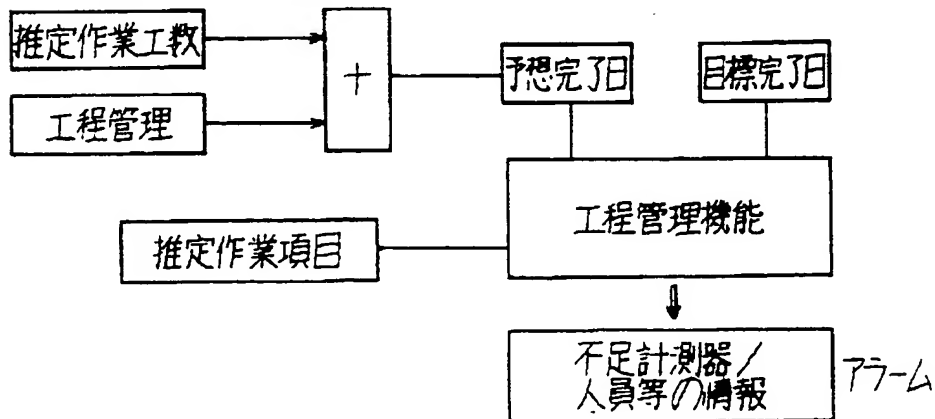 推定作業工数
工程管理
+
予想完了日
目標完了日
工程管理機能
推定作業項目
不足計測器/
人員等の情報
アラーム